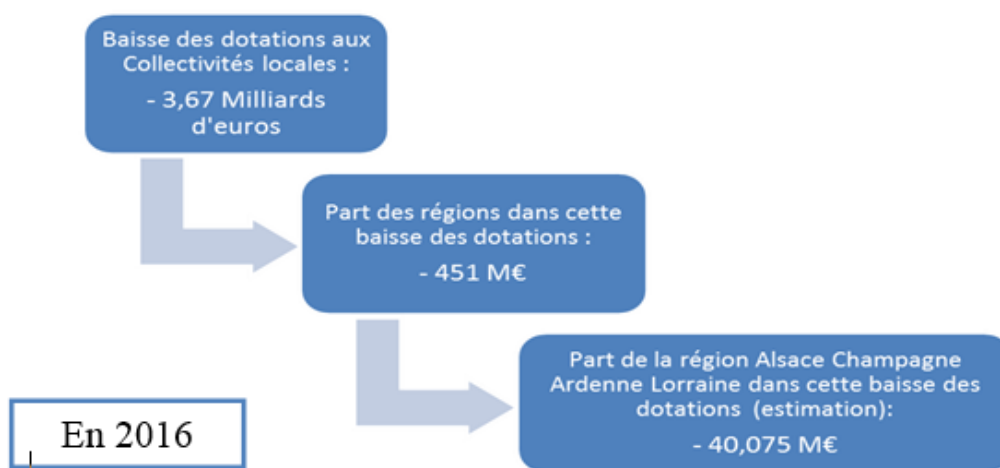 Baisse des dotations aux
Collectivités locales :
- 3,67 Milliards
d'euros
Part des régions dans cette
baisse des dotations :
- 451 M€
Part de la région Alsace Champagne
Ardenne Lorraine dans cette baisse des
dotations (estimation):
- 40,075 M€
En 2016